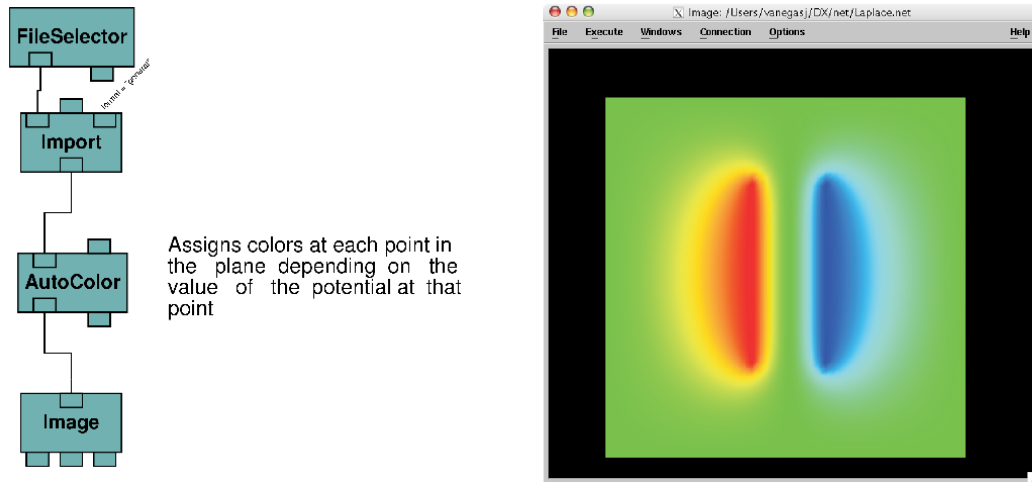 FileSelector
format = "general"
Import
AutoColor
Image
Assigns colors at each point in
the plane depending on the
value of the potential at that
point
X Image: /Users/vanegasj/DX/net/Laplace.net
File Execute Windows Connection Options Help